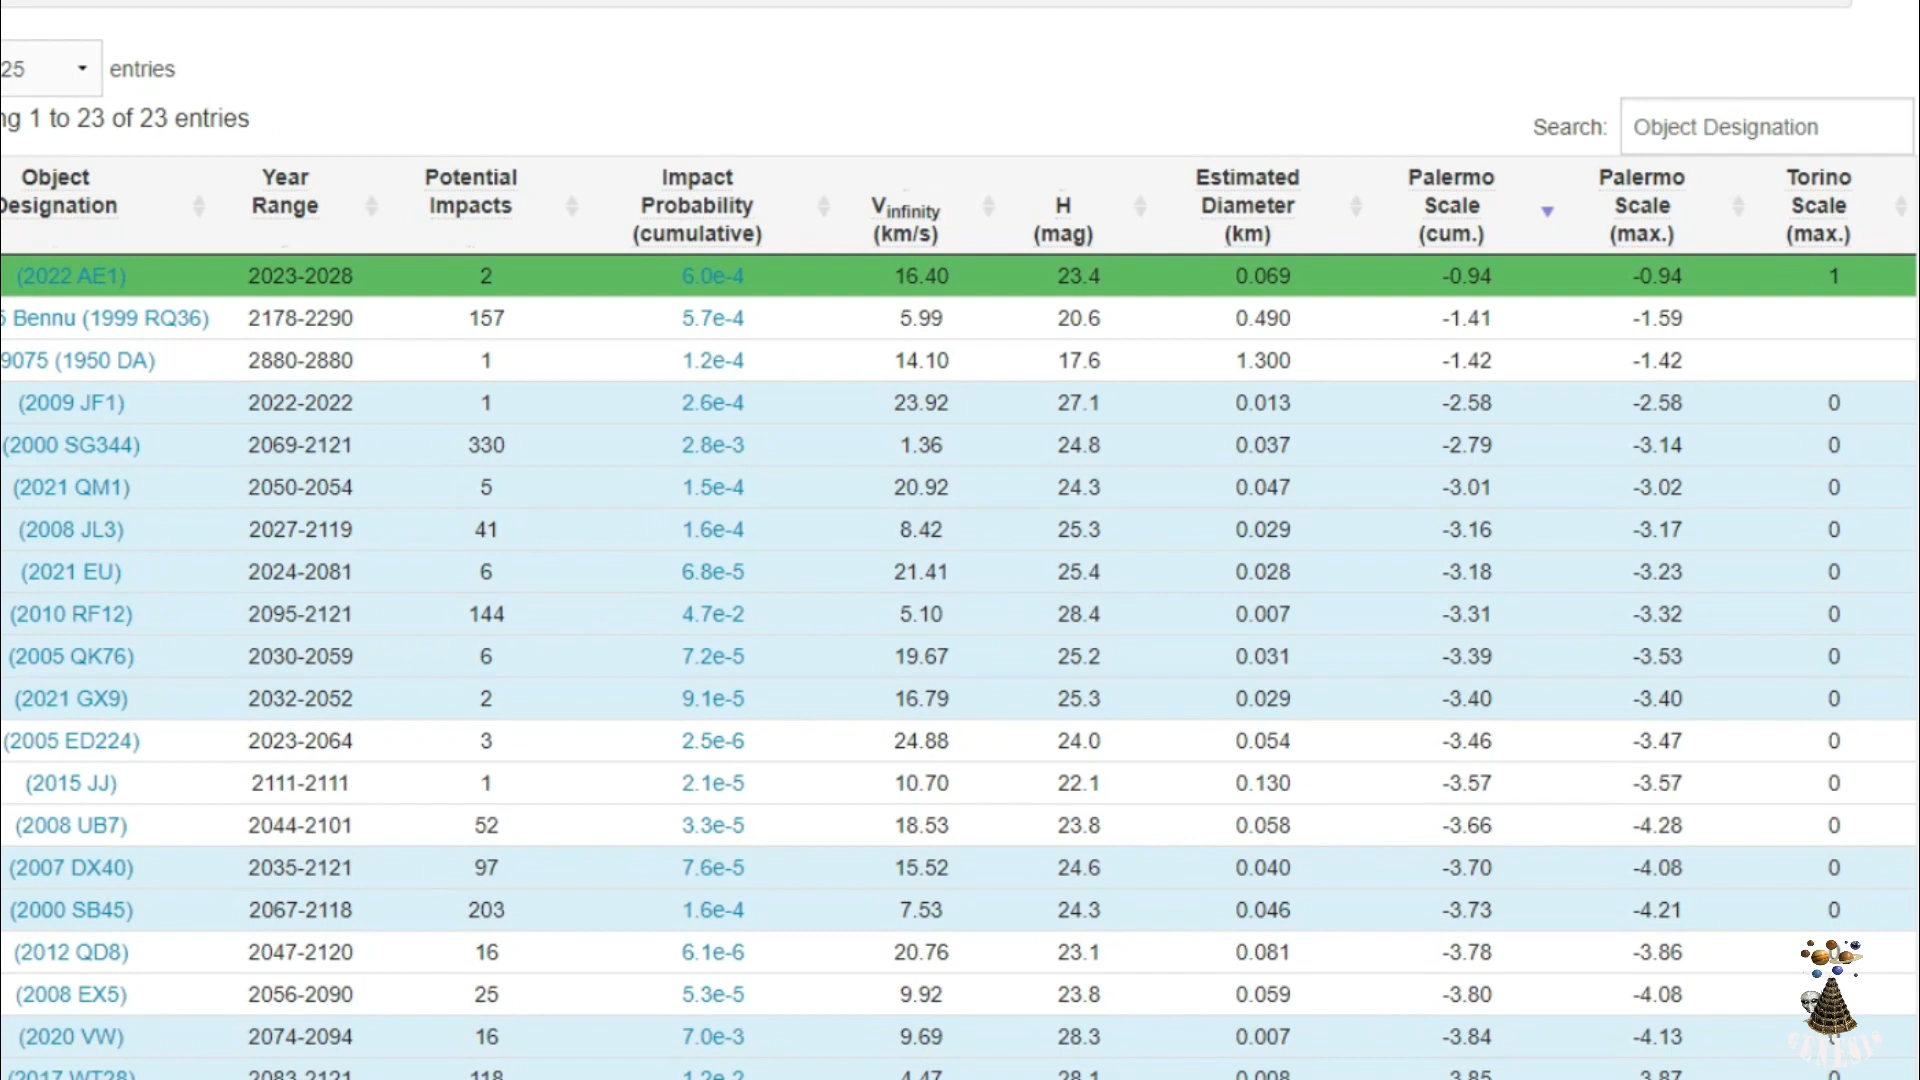 25 entries
ng 1 to 23 of 23 entries
Search: Object Designation
Object Designation Year Range Potential Impacts Impact Probability (cumulative) Vinfinity (km/s) H (mag) Estimated Diameter (km) Palermo Scale (cum.) Palermo Scale (max.) Torino Scale (max.)
(2022 AE1) 2023-2028 2 6.0e-4 16.40 23.4 0.069 -0.94 -0.94 1
5 Bennu (1999 RQ36) 2178-2290 157 5.7e-4 5.99 20.6 0.490 -1.41 -1.59
9075 (1950 DA) 2880-2880 1 1.2e-4 14.10 17.6 1.300 -1.42 -1.42
(2009 JF1) 2022-2022 1 2.6e-4 23.92 27.1 0.013 -2.58 -2.58 0
(2000 SG344) 2069-2121 330 2.8e-3 1.36 24.8 0.037 -2.79 -3.14 0
(2021 QM1) 2050-2054 5 1.5e-4 20.92 24.3 0.047 -3.01 -3.02 0
(2008 JL3) 2027-2119 41 1.6e-4 8.42 25.3 0.029 -3.16 -3.17 0
(2021 EU) 2024-2081 6 6.8e-5 21.41 25.4 0.028 -3.18 -3.23 0
(2010 RF12) 2095-2121 144 4.7e-2 5.10 28.4 0.007 -3.31 -3.32 0
(2005 QK76) 2030-2059 6 7.2e-5 19.67 25.2 0.031 -3.39 -3.53 0
(2021 GX9) 2032-2052 2 9.1e-5 16.79 25.3 0.029 -3.40 -3.40 0
(2005 ED224) 2023-2064 3 2.5e-6 24.88 24.0 0.054 -3.46 -3.47 0
(2015 JJ) 2111-2111 1 2.1e-5 10.70 22.1 0.130 -3.57 -3.57 0
(2008 UB7) 2044-2101 52 3.3e-5 18.53 23.8 0.058 -3.66 -4.28 0
(2007 DX40) 2035-2121 97 7.6e-5 15.52 24.6 0.040 -3.70 -4.08 0
(2000 SB45) 2067-2118 203 1.6e-4 7.53 24.3 0.046 -3.73 -4.21 0
(2012 QD8) 2047-2120 16 6.1e-6 20.76 23.1 0.081 -3.78 -3.86
(2008 EX5) 2056-2090 25 5.3e-5 9.92 23.8 0.059 -3.80 -4.08
(2020 VW) 2074-2094 16 7.0e-3 9.69 28.3 0.007 -3.84 -4.13
(2017 WT28) 2083-2121 118 1.2e-2 4.47 28.1 0.008 -3.85 -3.87 0
GENESIS